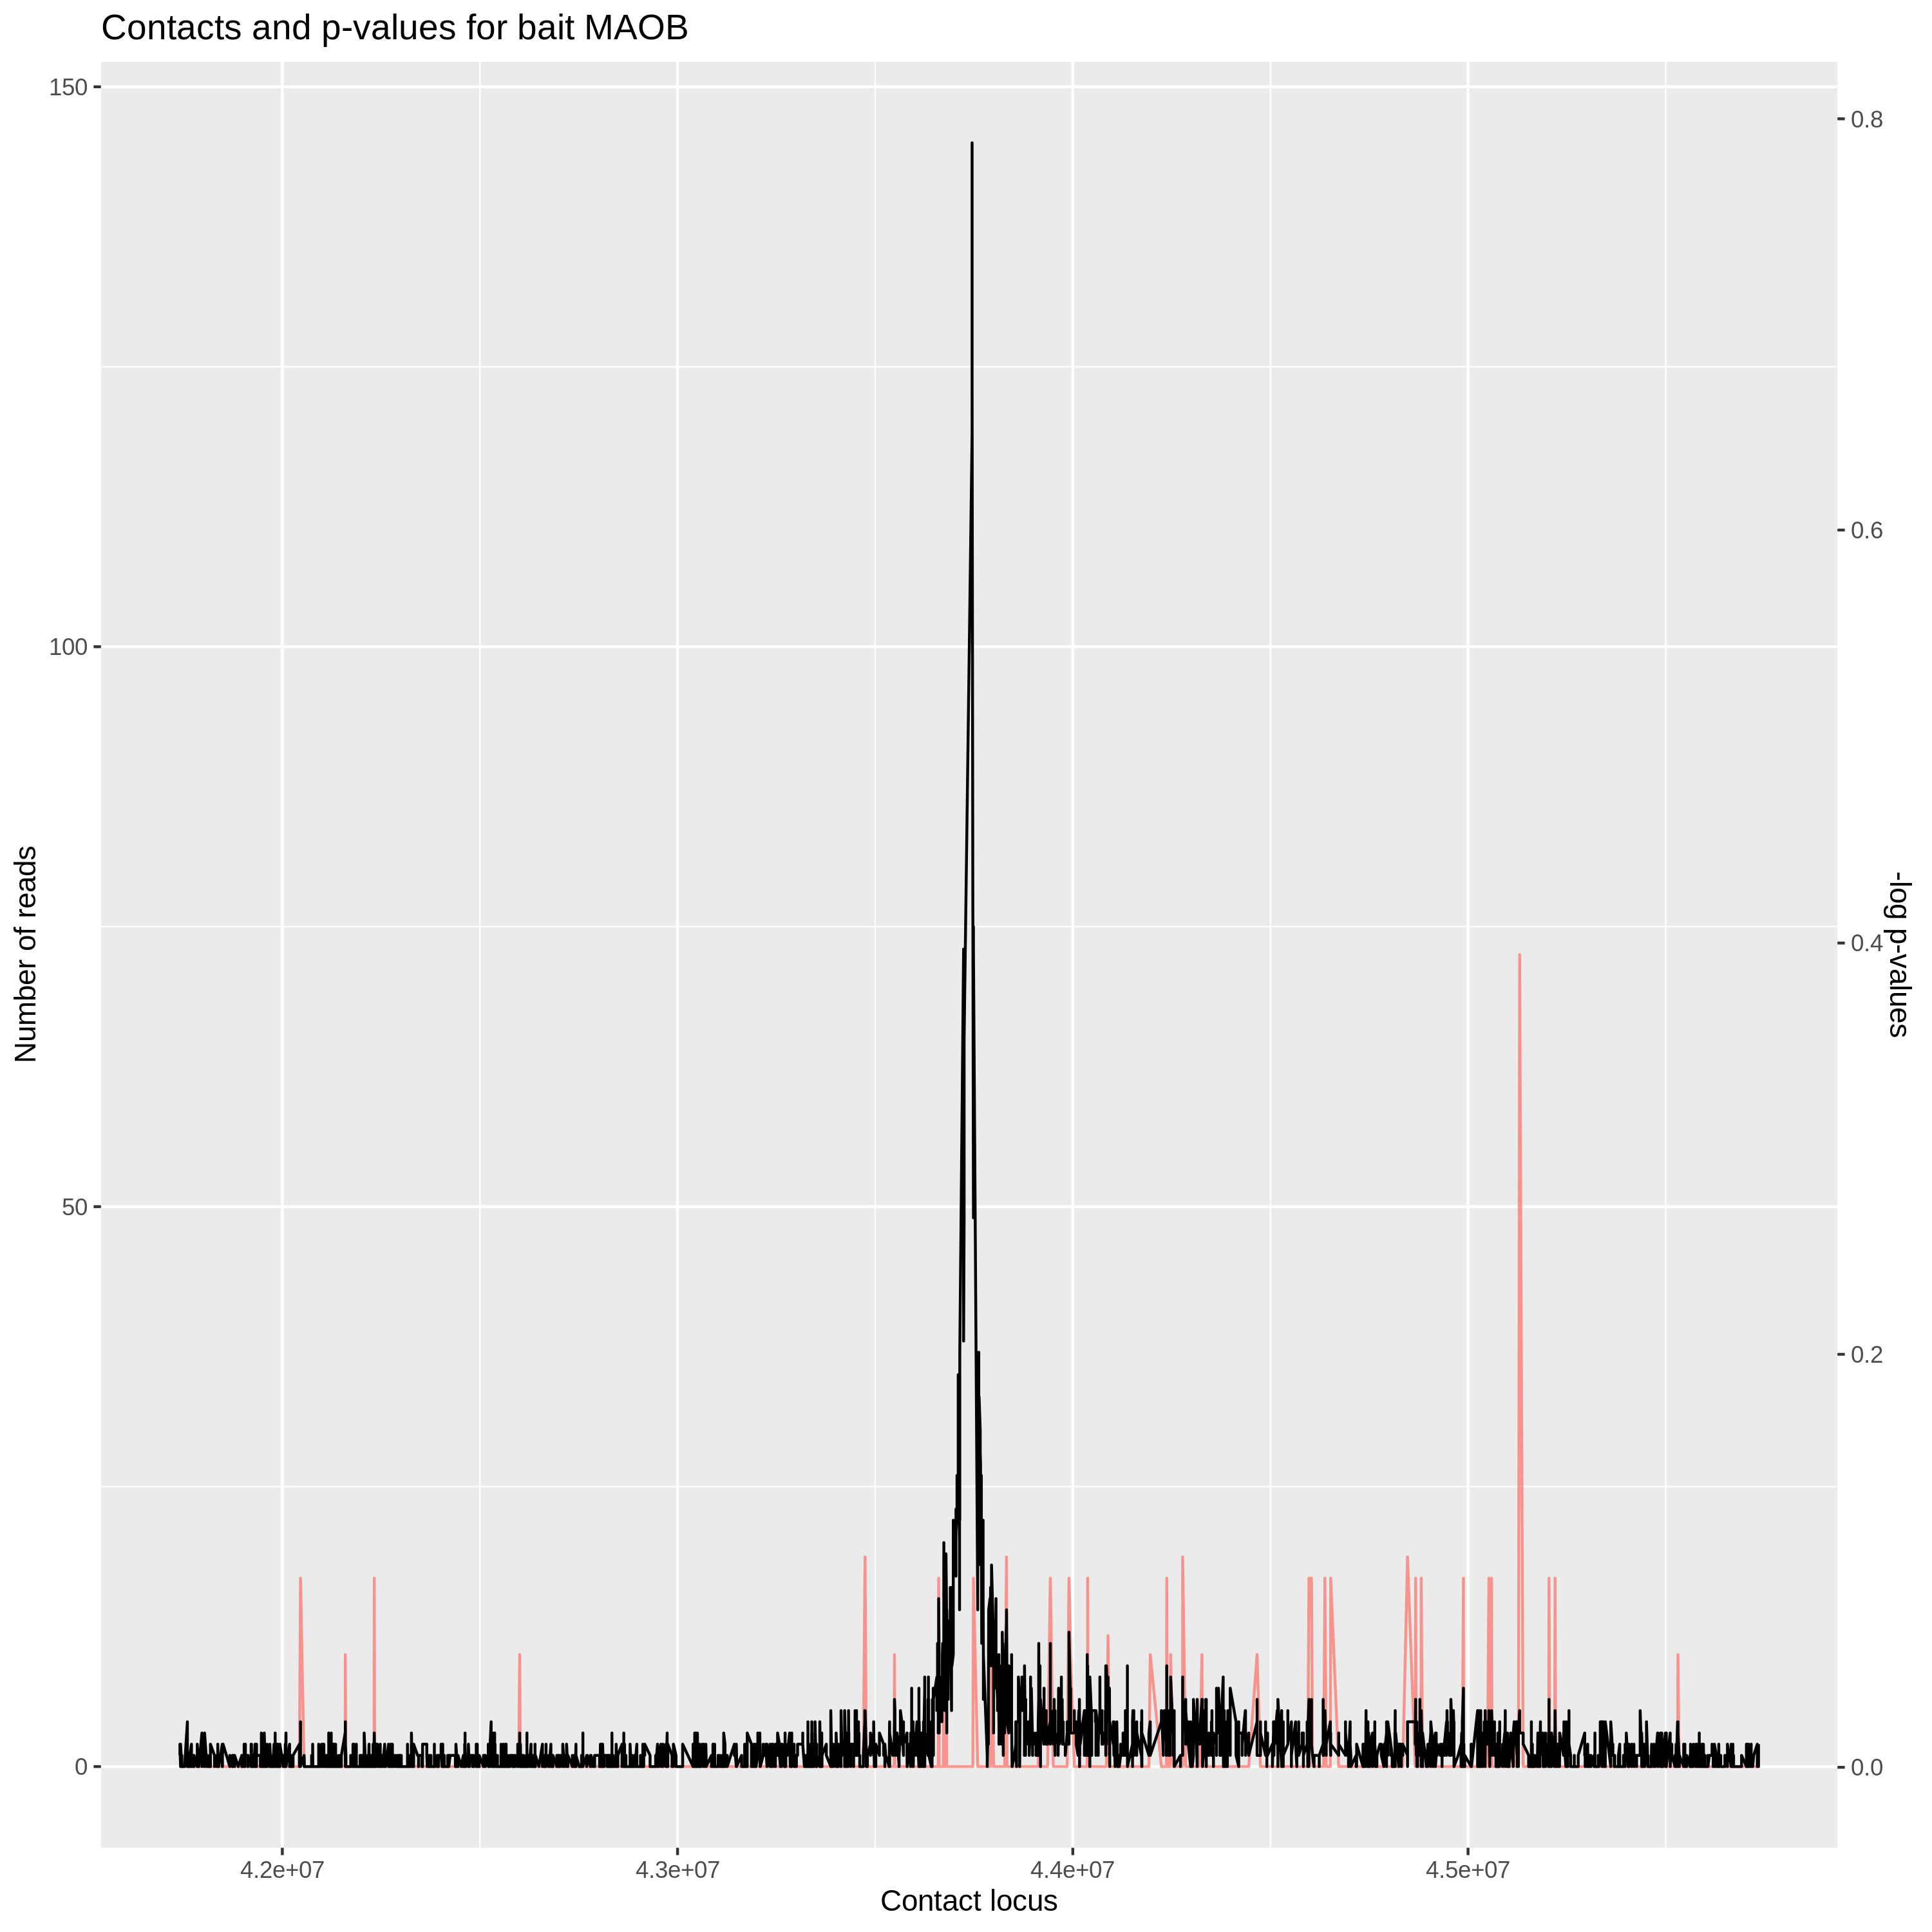 Contacts and p-values for bait MAOB
150
100
50
0
Number of reads
0.8
0.6
0.4
0.2
0.0
-log p-values
4.2e+07
4.3e+07
4.4e+07
4.5e+07
Contact locus